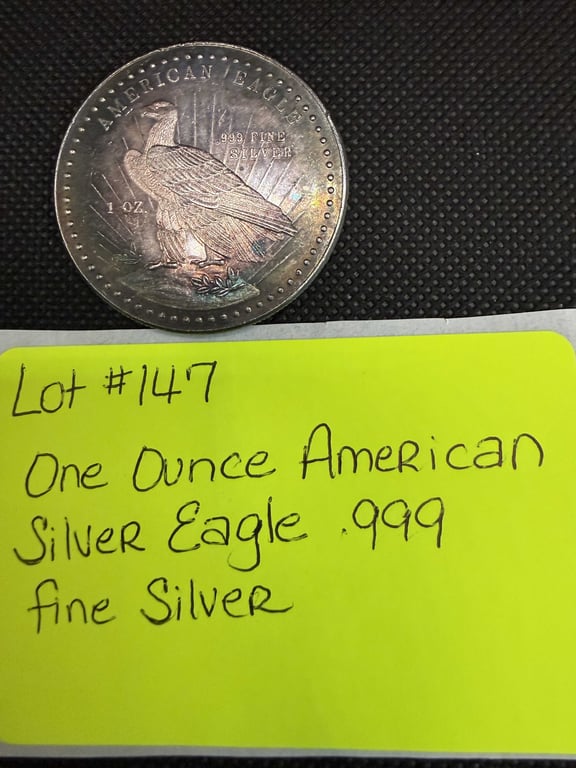 AMERICAN EAGLE
.999 FINE
SILVER
1 OZ.
Lot #147
One Ounce American
Silver Eagle .999
fine Silver